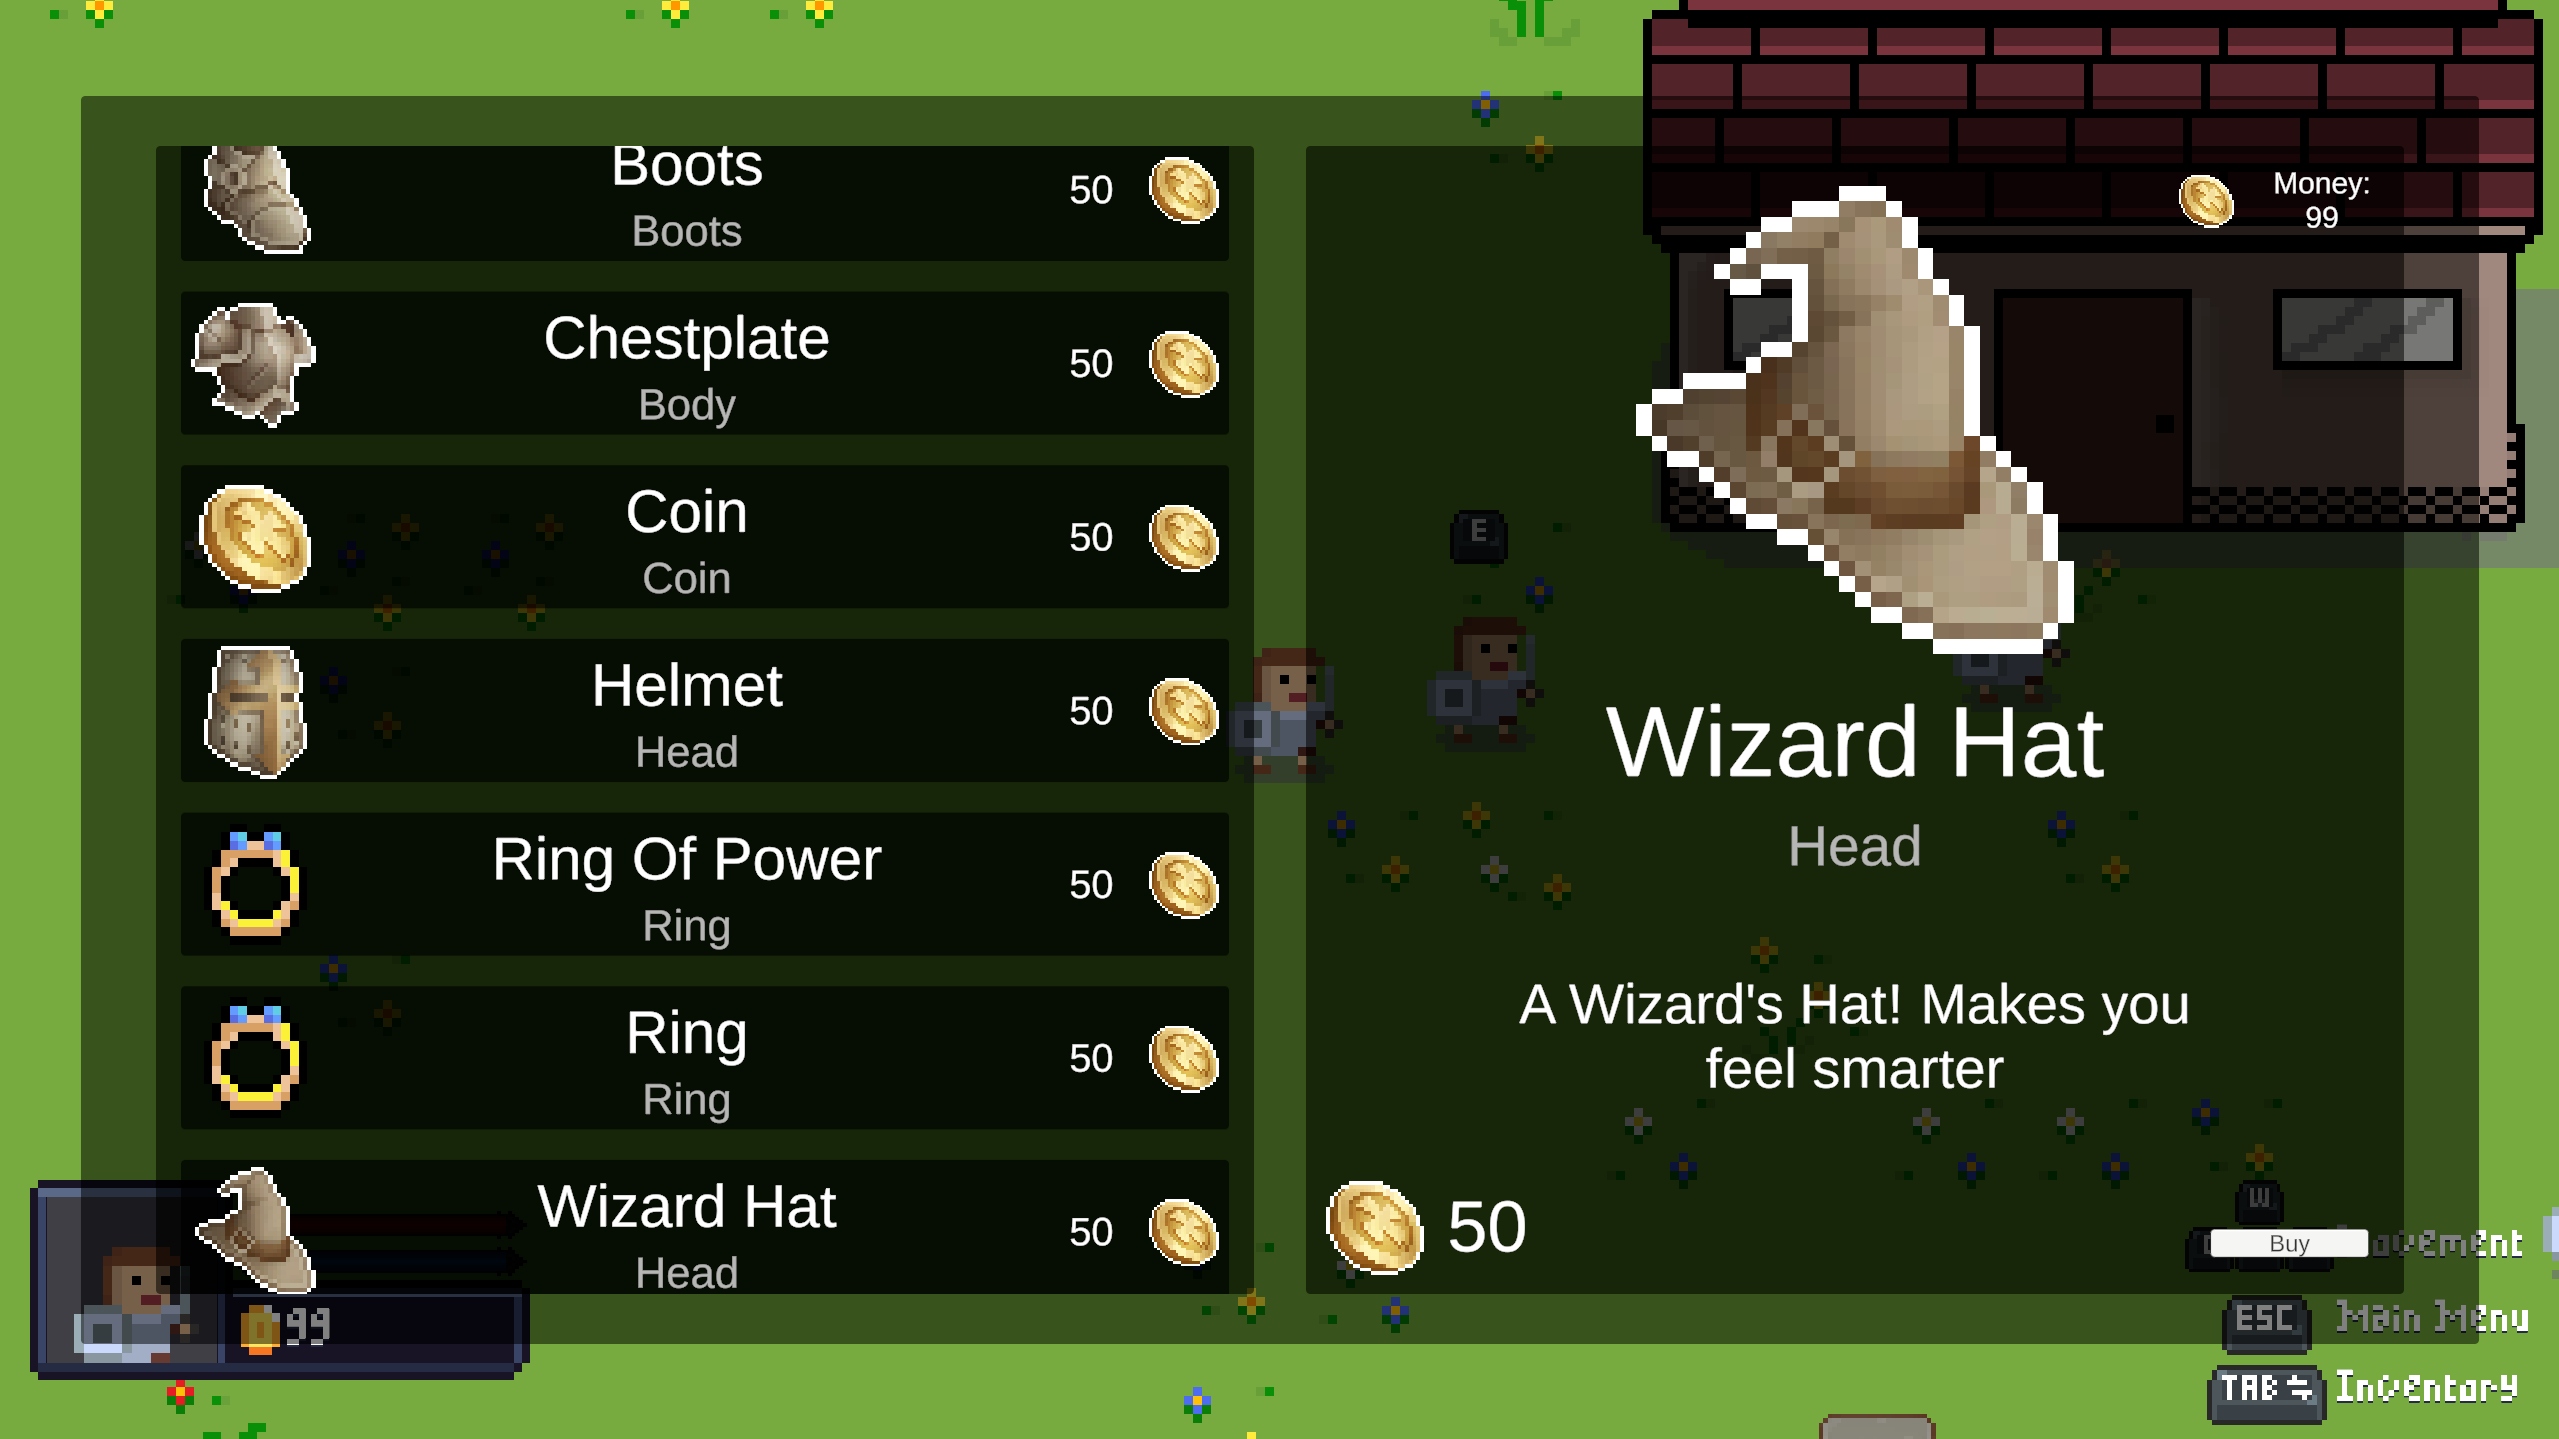 Boots
Boots
50
Chestplate
Body
50
Coin
Coin
50
Helmet
Head
50
Ring Of Power
Ring
50
Ring
Ring
50
Wizard Hat
Head
50
99
Money:
99
E
Wizard Hat
Head
A Wizard's Hat! Makes you
feel smarter
50
W
Buy
ESC Main Menu
TAB Inventory